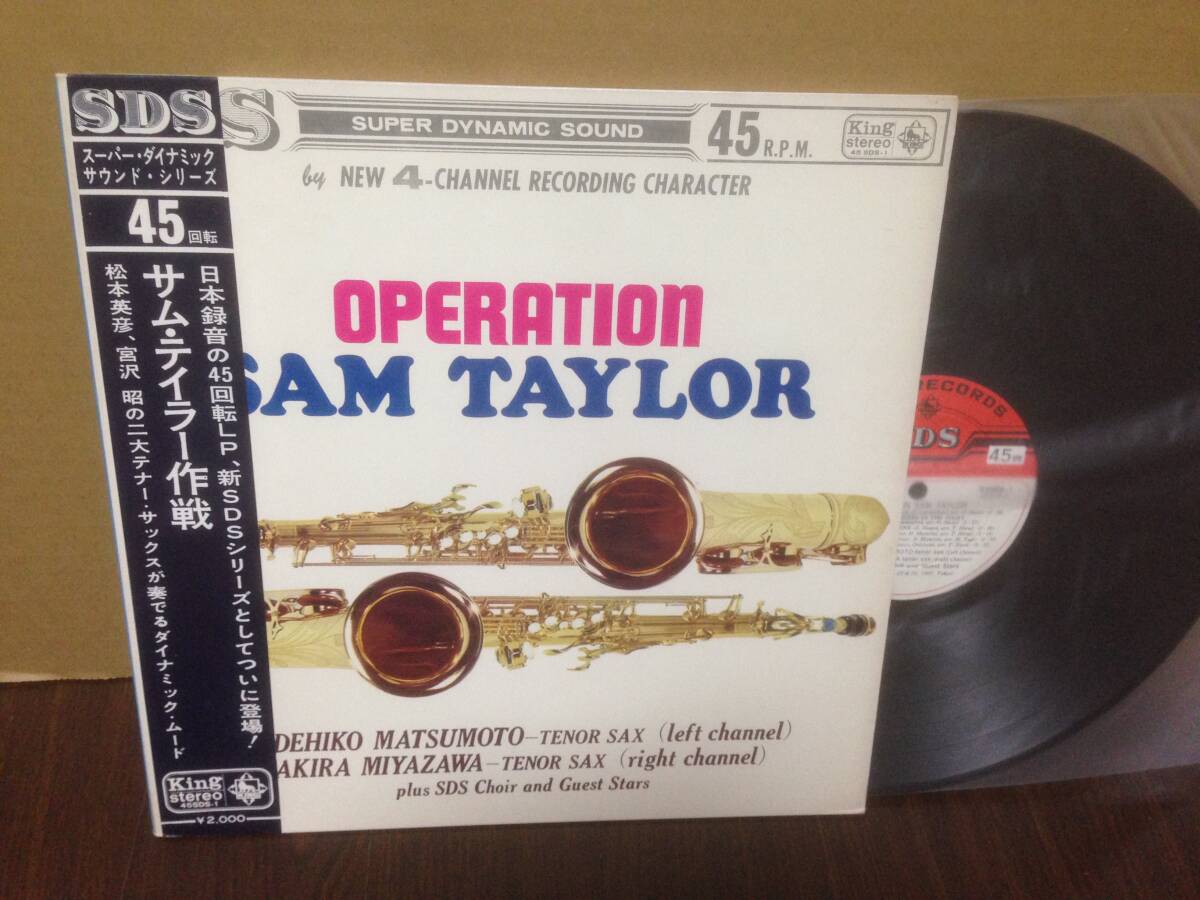 SDS
スーパー・ダイナミック
サウンド・シリーズ
45回転
日本録音の45回転LP、新SDSシリーズとしてついに登場！
サム・テイラー作戦
松本英彦、宮沢 昭の二大テナー・サックスが奏でるダイナミック・ムード
King
stereo
45SDS-1
¥2,000
S
SUPER DYNAMIC SOUND
45 R.P.M.
King
stereo
45 SDS-1
by NEW 4-CHANNEL RECORDING CHARACTER
OPERATION
SAM TAYLOR
DEHIKO MATSUMOTO-TENOR SAX (left channel)
AKIRA MIYAZAWA-TENOR SAX (right channel)
plus SDS Choir and Guest Stars
RECORDS
DS
45